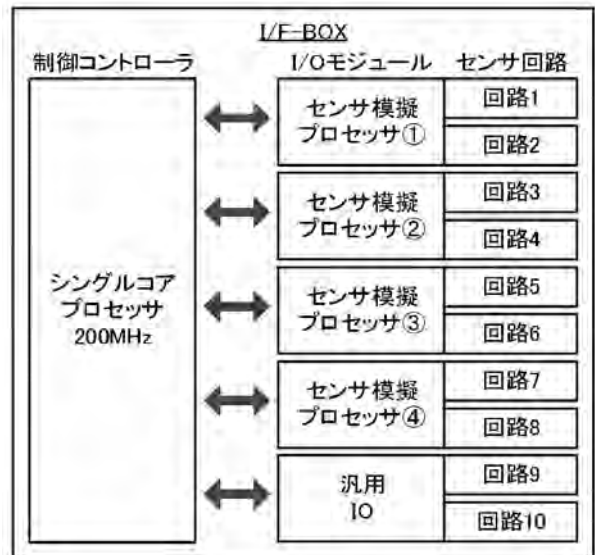 I/F-BOX
制御コントローラ
I/Oモジュール
センサ回路
シングルコア
プロセッサ
200MHz
センサ模擬
プロセッサ①
回路1
回路2
センサ模擬
プロセッサ②
回路3
回路4
センサ模擬
プロセッサ③
回路5
回路6
センサ模擬
プロセッサ④
回路7
回路8
汎用
IO
回路9
回路10